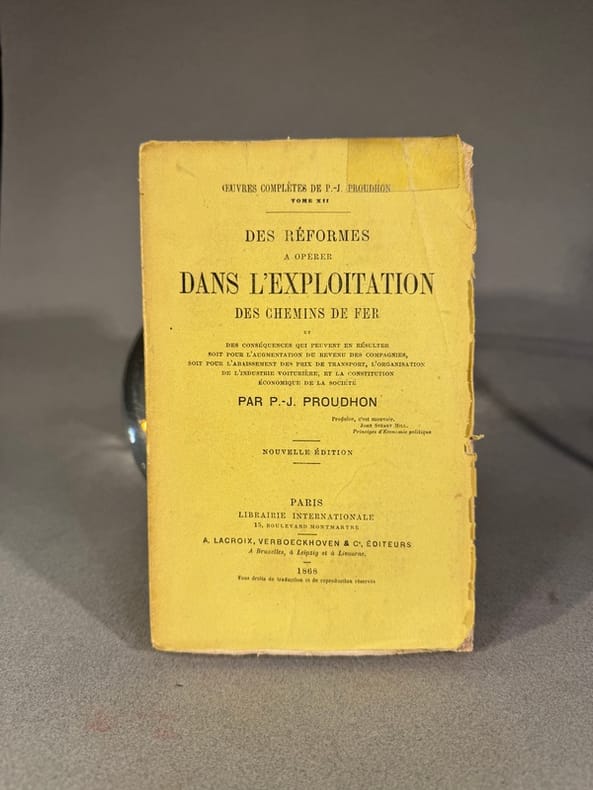 ŒUVRES COMPLÈTES DE P.-J. PROUDHON
TOME XII
DES RÉFORMES
A OPÉRER
DANS L'EXPLOITATION
DES CHEMINS DE FER
ET
DES CONSÉQUENCES QUI PEUVENT EN RÉSULTER
SOIT POUR L'AUGMENTATION DU REVENU DES COMPAGNIES,
SOIT POUR L'ABAISSEMENT DES PRIX DE TRANSPORT, L'ORGANISATION
DE L'INDUSTRIE VOITURIÈRE, ET LA CONSTITUTION
ÉCONOMIQUE DE LA SOCIÉTÉ
PAR P.-J. PROUDHON
Produire, c'est mouvoir.
JOHN STUART MILL.
Principes d'Économie politique
NOUVELLE ÉDITION
PARIS
LIBRAIRIE INTERNATIONALE
15, BOULEVARD MONTMARTRE
A. LACROIX, VERBOECKHOVEN & Cᵉ, ÉDITEURS
A Bruxelles, à Leipzig et à Livourne.
1868
Tous droits de traduction et de reproduction réservés